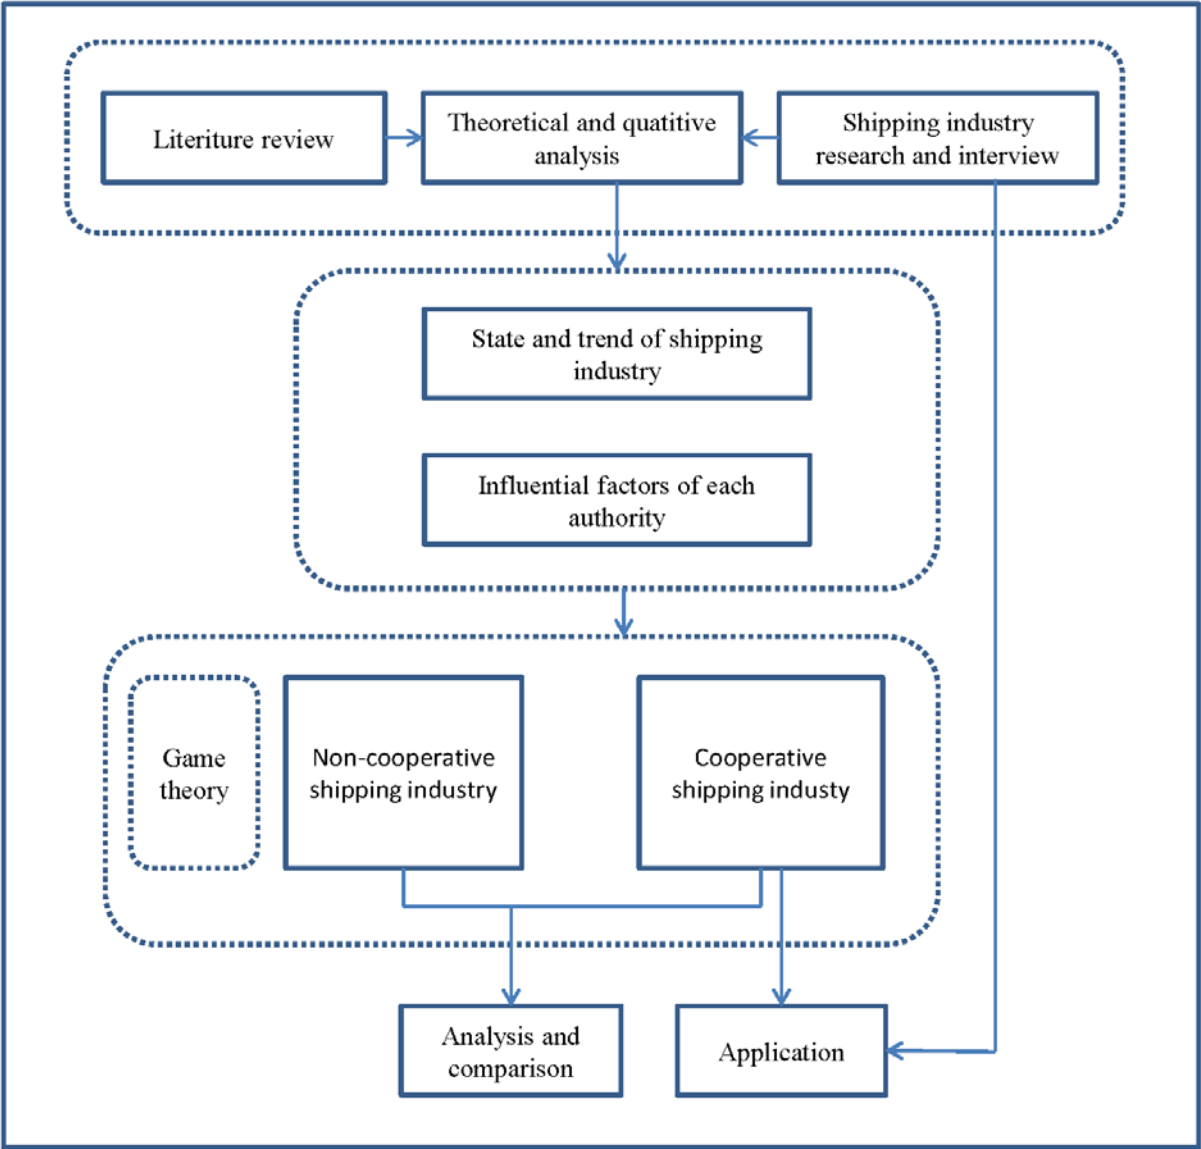 Literiture review
Theoretical and quatitive
analysis
Shipping industry
research and interview
State and trend of shipping
industry
Influential factors of each
authority
Game
theory
Non-cooperative
shipping industry
Cooperative
shipping industy
Analysis and
comparison
Application